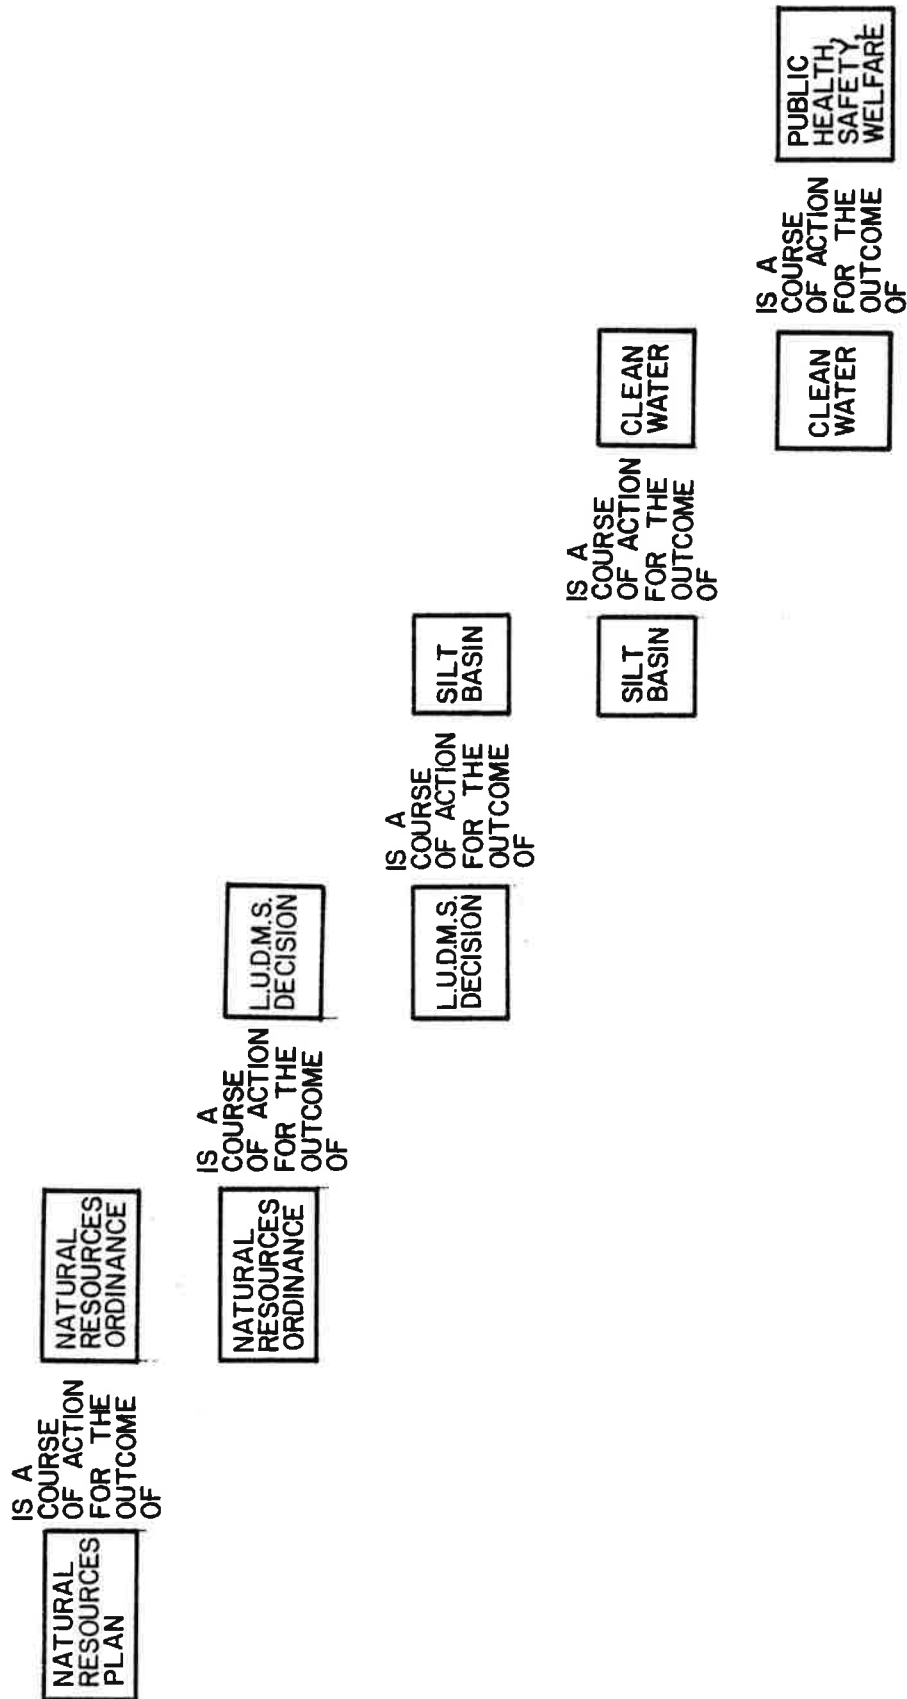 NATURAL
RESOURCES
PLAN
IS A
COURSE
OF ACTION
FOR THE
OUTCOME
OF
NATURAL
RESOURCES
ORDINANCE
NATURAL
RESOURCES
ORDINANCE
IS A
COURSE
OF ACTION
FOR THE
OUTCOME
OF
L.U.D.M.S.
DECISION
L.U.D.M.S.
DECISION
IS A
COURSE
OF ACTION
FOR THE
OUTCOME
OF
SILT
BASIN
SILT
BASIN
IS A
COURSE
OF ACTION
FOR THE
OUTCOME
OF
CLEAN
WATER
CLEAN
WATER
IS A
COURSE
OF ACTION
FOR THE
OUTCOME
OF
PUBLIC
HEALTH,
SAFETY,
WELFARE